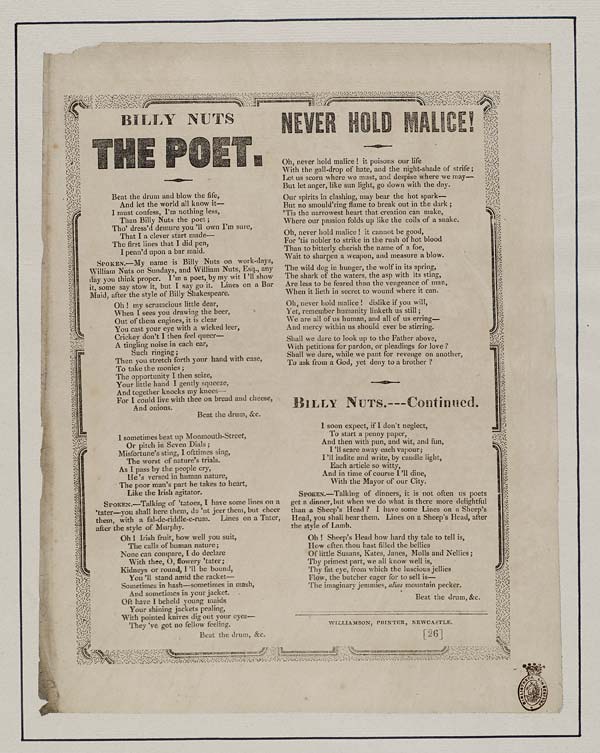 BILLY NUTS
THE POET.
Beat the drum and blow the fife,
And let the world all know it—
I must confess, I'm nothing less,
Than Billy Nuts the poet;
Tho' dress'd demure you 'll own I'm sure,
That I a clever start made—
The first lines that I did pen,
I penn'd upon a bar maid.
SPOKEN.—My name is Billy Nuts on work-days,
William Nuts on Sundays, and William Nuts, Esq., any
day you think proper. I'm a poet, by my wit I'll show
it, some say stow it, but I say go it. Lines on a Bar
Maid, after the style of Billy Shakespeare.
Oh! my scrumcious little dear,
When I sees you drawing the beer,
Out of them engines, it is clear
You cast your eye with a wicked leer,
Crickey don't I then feel queer—
A tingling noise in each ear,
Such ringing;
Then you stretch forth your hand with ease,
To take the monies;
The opportunity I then seize,
Your little hand I gently squeeze,
And together knocks my knees—
For I could live with thee on bread and cheese,
And onions.
Beat the drum, &c.
I sometimes beat up Monmouth-Street,
Or pitch in Seven Dials;
Misfortune's sting, I ofttimes sing,
The worst of nature's trials.
As I pass by the people cry,
He's versed in human nature,
The poor man's part he takes to heart,
Like the Irish agitator.
SPOKEN.—Talking of 'tators, I have some lines on a
'tater—you shall here them, do 'nt jeer them, but cheer
them, with a fal-de-riddle-e-rum. Lines on a Tater,
after the style of Murphy.
Oh! Irish fruit, how well you suit,
The calls of human nature;
None can compare, I do declare
With thee, O, flowery 'tater;
Kidneys or round, I 'll be bound,
You 'll stand amid the racket—
Sometimes in hash—sometimes in mash,
And sometimes in your jacket.
Oft have I beheld young maids
Your shining jackets pealing,
With pointed knives dig out your eyes—
They 've got no fellow feeling.
Beat the drum, &c.
NEVER HOLD MALICE!
Oh, never hold malice! it poisons our life
With the gall-drop of hate, and the night-shade of strife;
Let us scorn where we must, and despise where we may—
But let anger, like sun light, go down with the day.
Our spirits in clashing, may bear the hot spark—
But no smould'ring flame to break out in the dark;
'Tis the narrowest heart that creation can make,
Where our passion folds up like the coils of a snake.
Oh, never hold malice! it cannot be good,
For 'tis nobler to strike in the rush of hot blood
Than to bitterly cherish the name of a foe,
Wait to sharpen a weapon, and measure a blow.
The wild dog in hunger, the wolf in its spring,
The shark of the waters, the asp with its sting,
Are less to be feared than the vengeance of man,
When it lieth in secret to wound where it can.
Oh, never hold malice! dislike if you will,
Yet, remember humanity linketh us still;
We are all of us human, and all of us erring—
And mercy within us should ever be stirring.
Shall we dare to look up to the Father above,
With petitions for pardon, or pleadings for love?
Shall we dare, while we pant for revenge on another,
To ask from a God, yet deny to a brother?
BILLY NUTS.---Continued.
I soon expect, if I don't neglect,
To start a penny paper,
And then with pun, and wit, and fun,
I'll scare away each vapour;
I'll indite and write, by candle light,
Each article so witty,
And in time of course I'll dine,
With the Mayor of our City.
SPOKEN.—Talking of dinners, it is not often us poets
get a dinner, but when we do what is there more delightful
than a Sheep's Head? I have some Lines on a Sheep's
Head, you shall hear them. Lines on a Sheep's Head, after
the style of Lamb.
Oh! Sheep's Head how hard thy tale to tell is,
How often thou hast filled the bellies
Of little Susans, Kates, Janes, Molls and Nellies;
Thy primest part, we all know well is,
Thy fat eye, from which the luscious jellies
Flow, the butcher eager for to sell is—
The imaginary jemmies, alias mountain pecker.
Beat the drum, &c.
WILLIAMSON, PRINTER, NEWCASTLE.
[26]